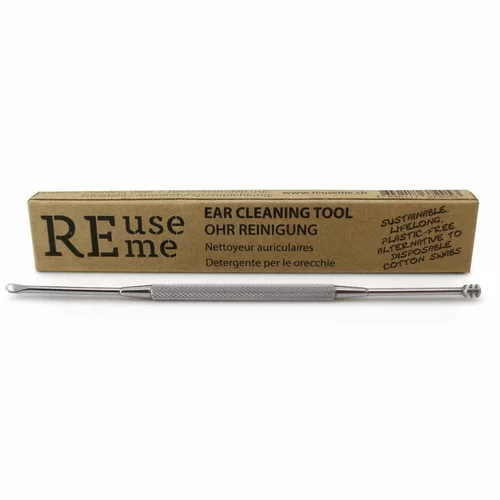 www.reuseme.ch
REuse
me
EAR CLEANING TOOL
OHR REINIGUNG
Nettoyeur auriculaires
Detergente per le orecchie
SUSTAINABLE,
LIFELONG,
PLASTIC-FREE
ALTERNATIVE TO
DISPOSABLE
COTTON SWABS